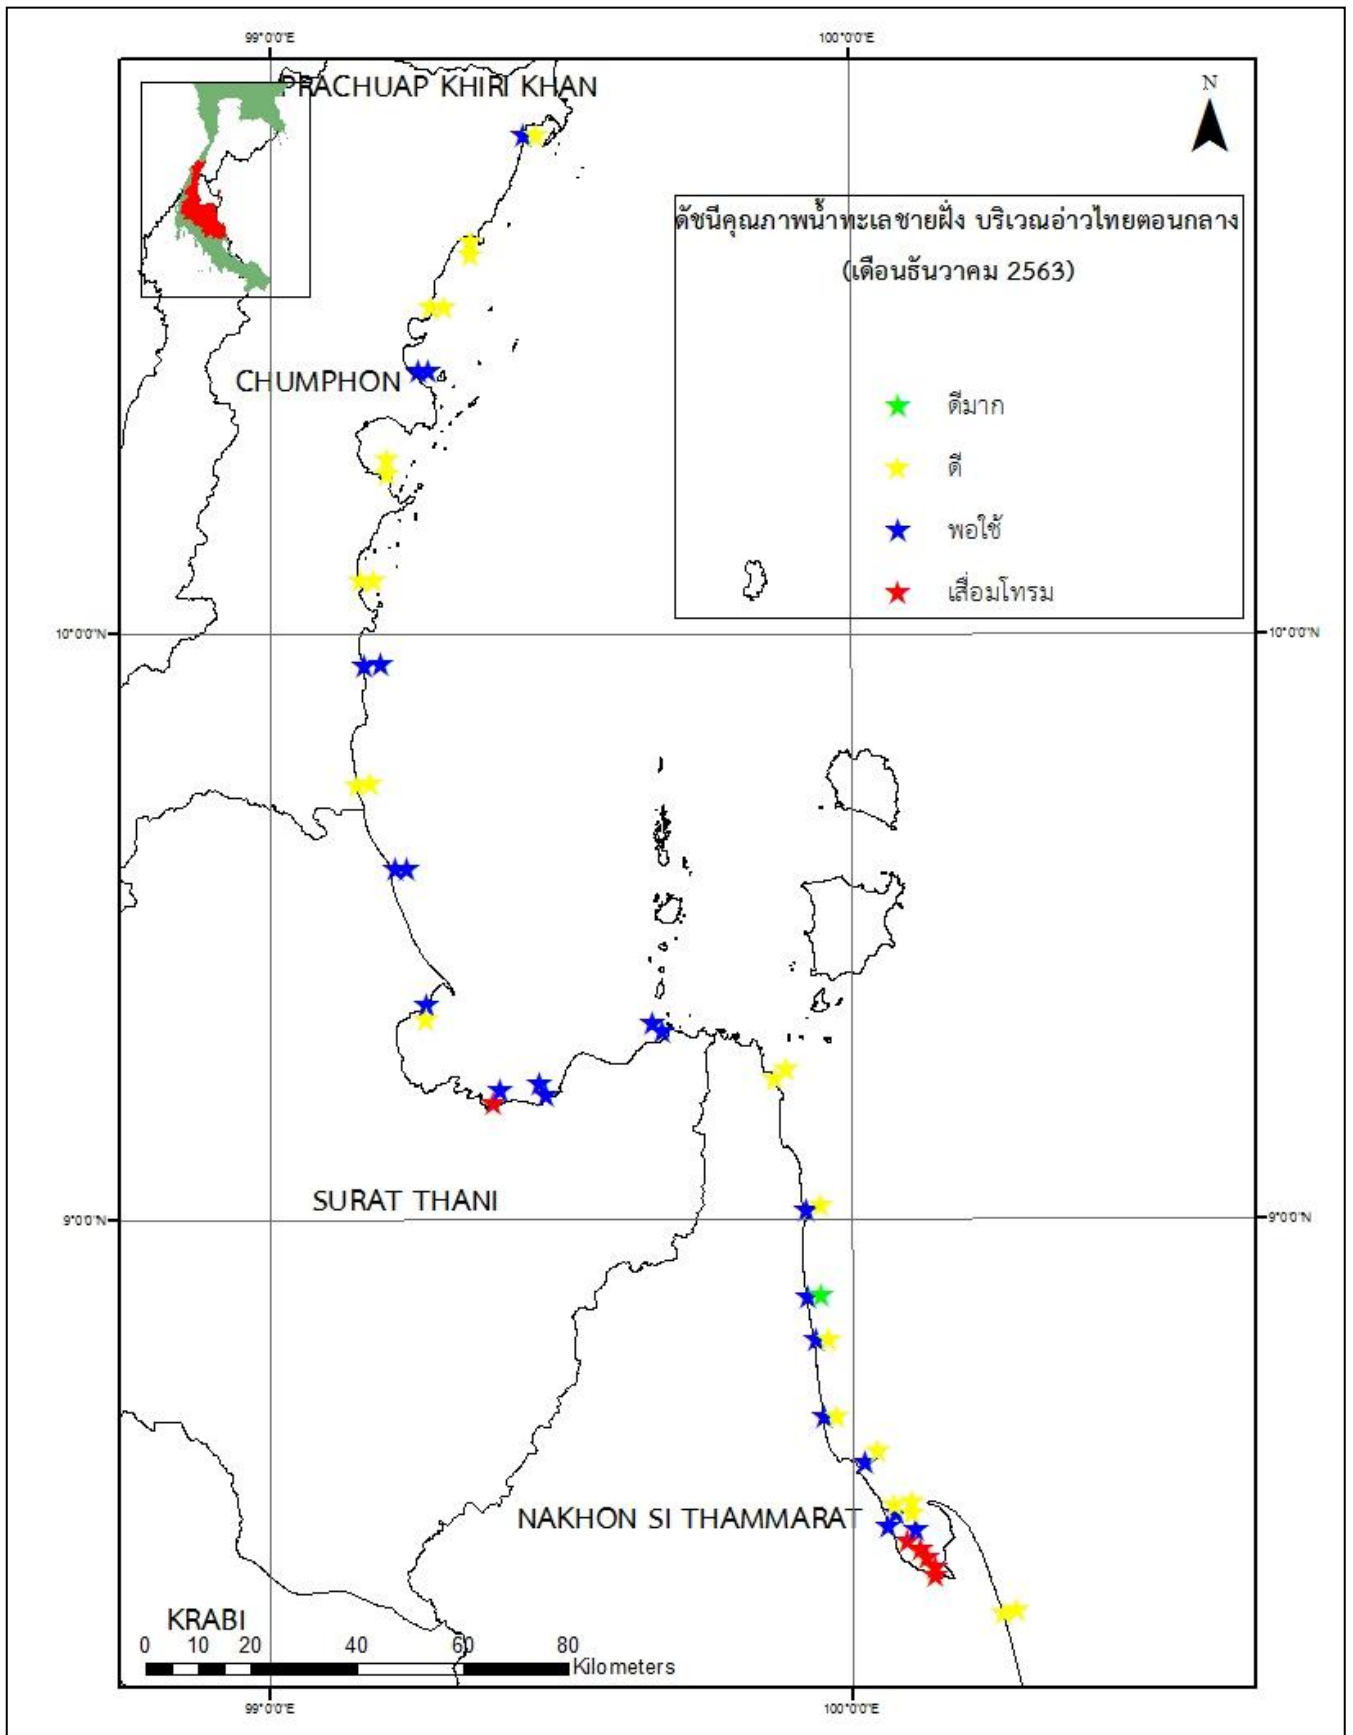 99°0'0"E 100°0'0"E
PRACHUAP KHIRI KHAN
N
ดัชนีคุณภาพน้ำทะเลชายฝั่ง บริเวณอ่าวไทยตอนกลาง
(เดือนธันวาคม 2563)
CHUMPHON
ดีมาก
ดี
พอใช้
เสื่อมโทรม
10°0'0"N 10°0'0"N
SURAT THANI
9°0'0"N 9°0'0"N
NAKHON SI THAMMARAT
KRABI
0 10 20 40 60 80
Kilometers
99°0'0"E 100°0'0"E